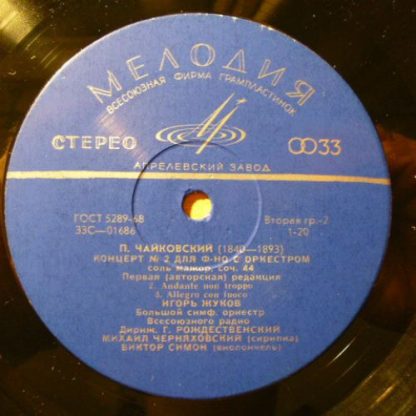 МЕЛОДИЯ
ВСЕСОЮЗНАЯ ФИРМА ГРАМПЛАСТИНОК
СТЕРЕО
33
АПРЕЛЕВСКИЙ ЗАВОД
ГОСТ 5289-68
Вторая гр.-2
33С—01686
1-20
П. ЧАЙКОВСКИЙ (1840—1893)
КОНЦЕРТ № 2 ДЛЯ Ф-НО С ОРКЕСТРОМ
соль мажор, соч. 44
Первая (авторская) редакция
2. Andante non troppo
3. Allegro con fuoco
ИГОРЬ ЖУКОВ
Большой симф. оркестр
Всесоюзного радио
Дириж. Г. РОЖДЕСТВЕНСКИЙ
МИХАИЛ ЧЕРНЯХОВСКИЙ (скрипка)
ВИКТОР СИМОН (виолончель)